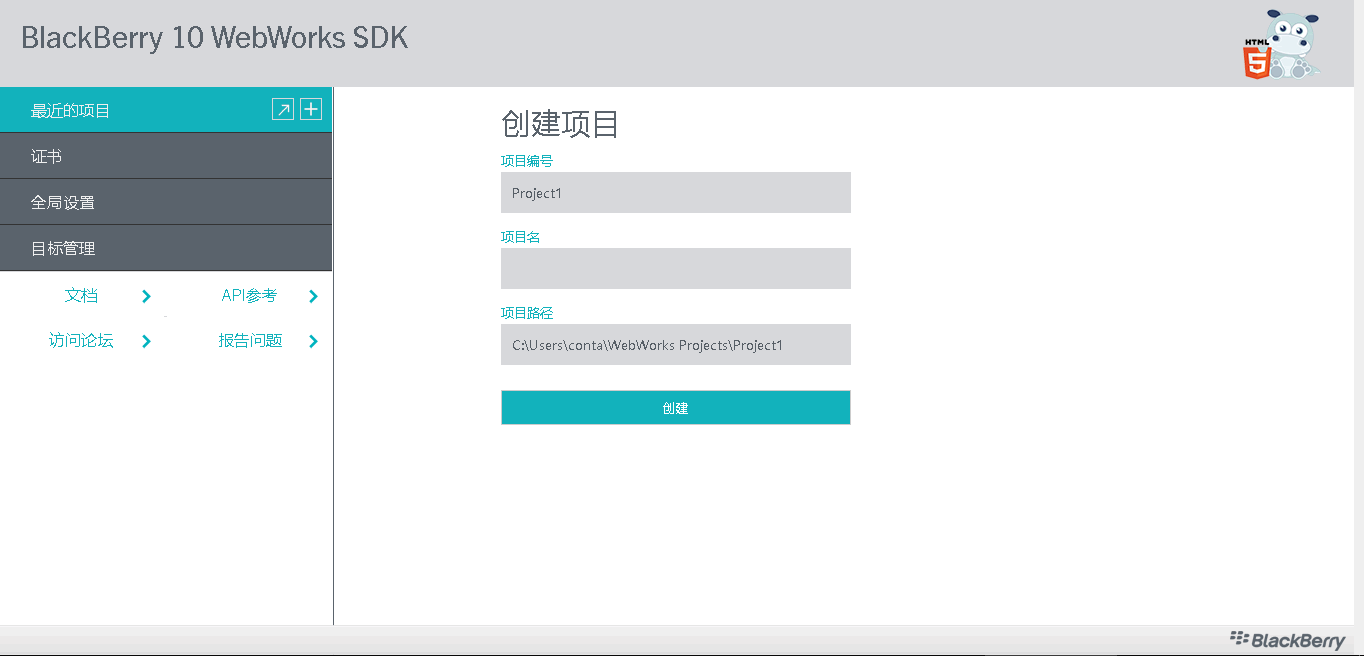 BlackBerry 10 WebWorks SDK
HTML
5
最近的项目
证书
全局设置
目标管理
文档
API参考
访问论坛
报告问题
创建项目
项目编号
Project1
项目名
项目路径
C:\Users\conta\WebWorks Projects\Project1
创建
BlackBerry